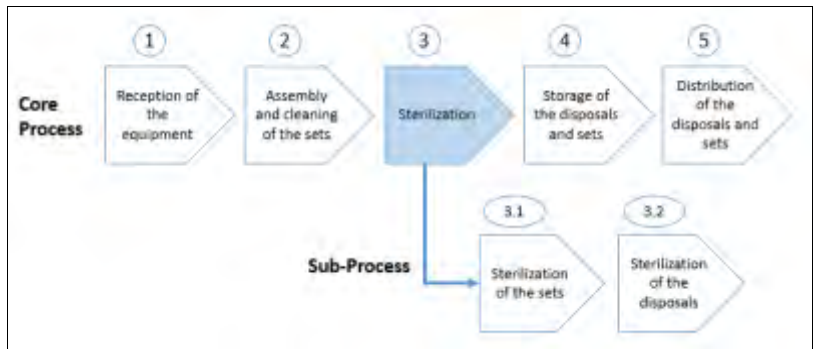 1
2
3
4
5
Core
Process
Reception of
the
equipment
Assembly
and cleaning
of the sets
Sterilization
Storage of
the disposals
and sets
Distribution
of the
disposals and
sets
3.1
3.2
Sub-Process
Sterilization
of the sets
Sterilization
of the
disposals